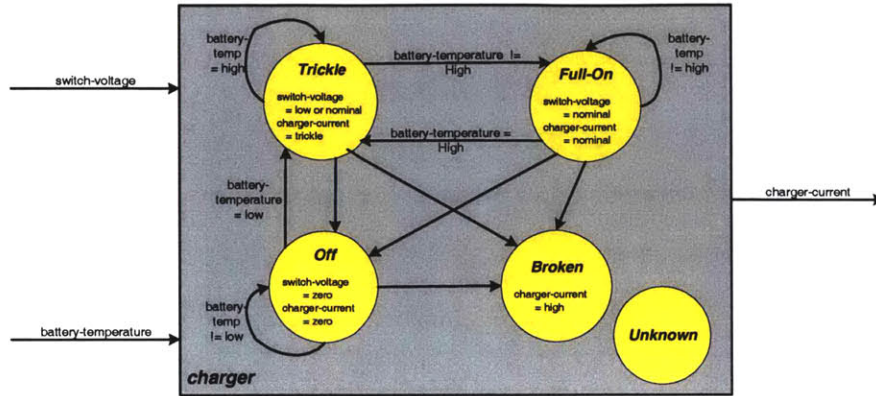 battery-
temp
= high
Trickle
switch-voltage
= low or nominal
charger-current
= trickle
battery-temperature !=
High
Full-On
switch-voltage
= nominal
charger-current
= nominal
battery-
temp
!= high
switch-voltage
battery-temperature =
High
battery-
temperature
= low
charger-current
Off
switch-voltage
= zero
charger-current
= zero
Broken
charger-current
= high
battery-
temp
!= low
battery-temperature
Unknown
charger